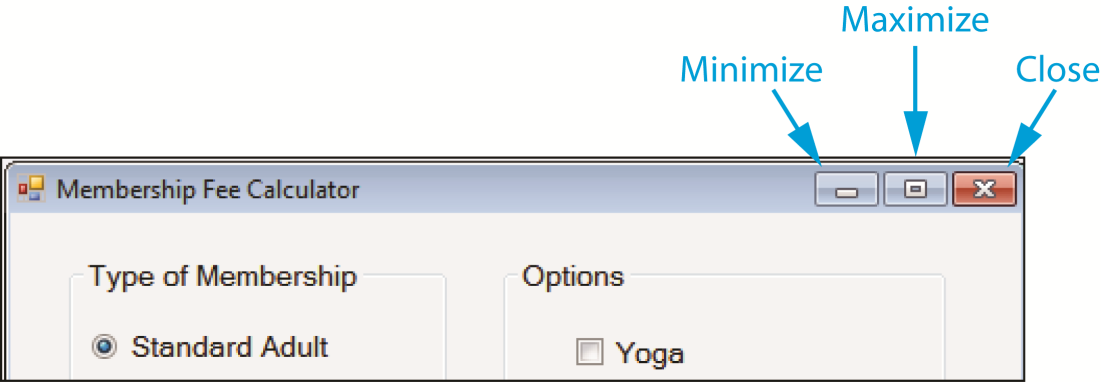 Maximize
Minimize
Close
Membership Fee Calculator
Type of Membership
Options
Standard Adult
Yoga